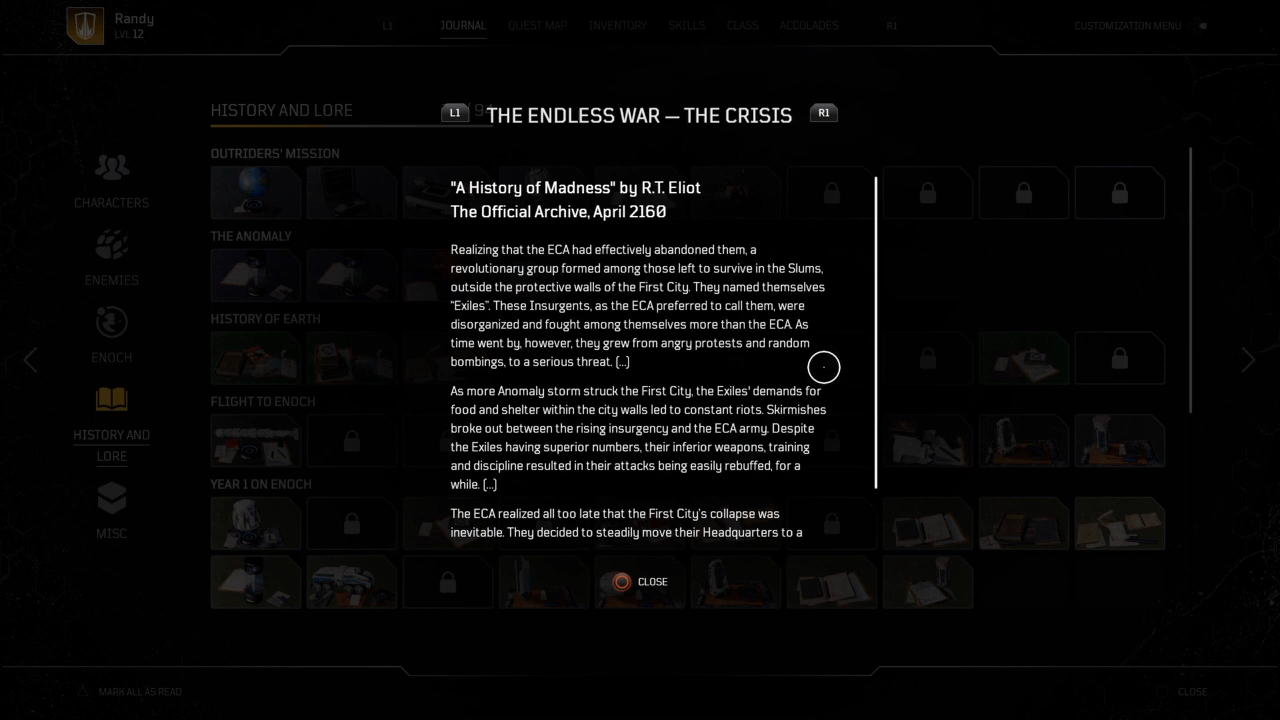 Randy
LVL 12
L1
JOURNAL
QUEST MAP
INVENTORY
SKILLS
CLASS
ACCOLADES
R1
CUSTOMIZATION MENU
HISTORY AND LORE
L1
THE ENDLESS WAR — THE CRISIS
R1
OUTRIDERS' MISSION
THE ANOMALY
HISTORY OF EARTH
FLIGHT TO ENOCH
YEAR 1 ON ENOCH
CHARACTERS
ENEMIES
ENOCH
HISTORY AND
LORE
MISC
"A History of Madness" by R.T. Eliot
The Official Archive, April 2160
Realizing that the ECA had effectively abandoned them, a
revolutionary group formed among those left to survive in the Slums,
outside the protective walls of the First City. They named themselves
"Exiles". These Insurgents, as the ECA preferred to call them, were
disorganized and fought among themselves more than the ECA. As
time went by, however, they grew from angry protests and random
bombings, to a serious threat. (...)
As more Anomaly storm struck the First City, the Exiles' demands for
food and shelter within the city walls led to constant riots. Skirmishes
broke out between the rising insurgency and the ECA army. Despite
the Exiles having superior numbers, their inferior weapons, training
and discipline resulted in their attacks being easily rebuffed, for a
while. (...)
The ECA realized all too late that the First City's collapse was
inevitable. They decided to steadily move their Headquarters to a
CLOSE
MARK ALL AS READ
CLOSE